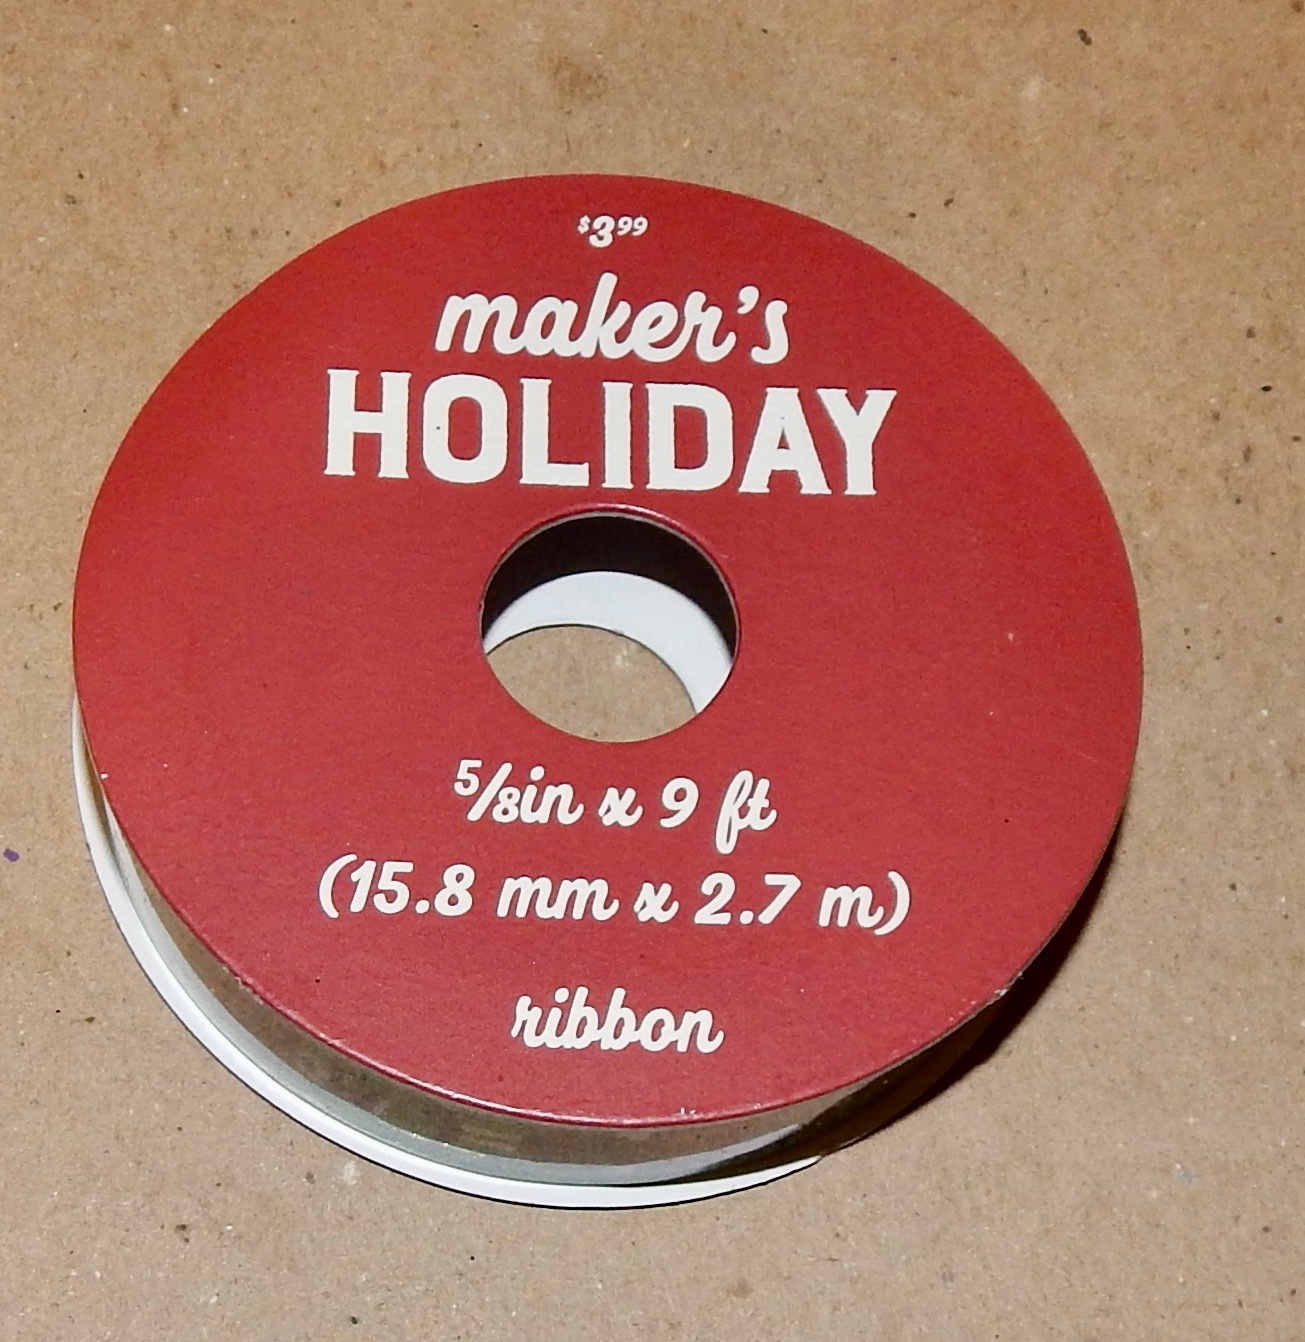 $3.99
maker's
HOLIDAY
5/8in x 9 ft
(15.8 mm x 2.7 m)
ribbon